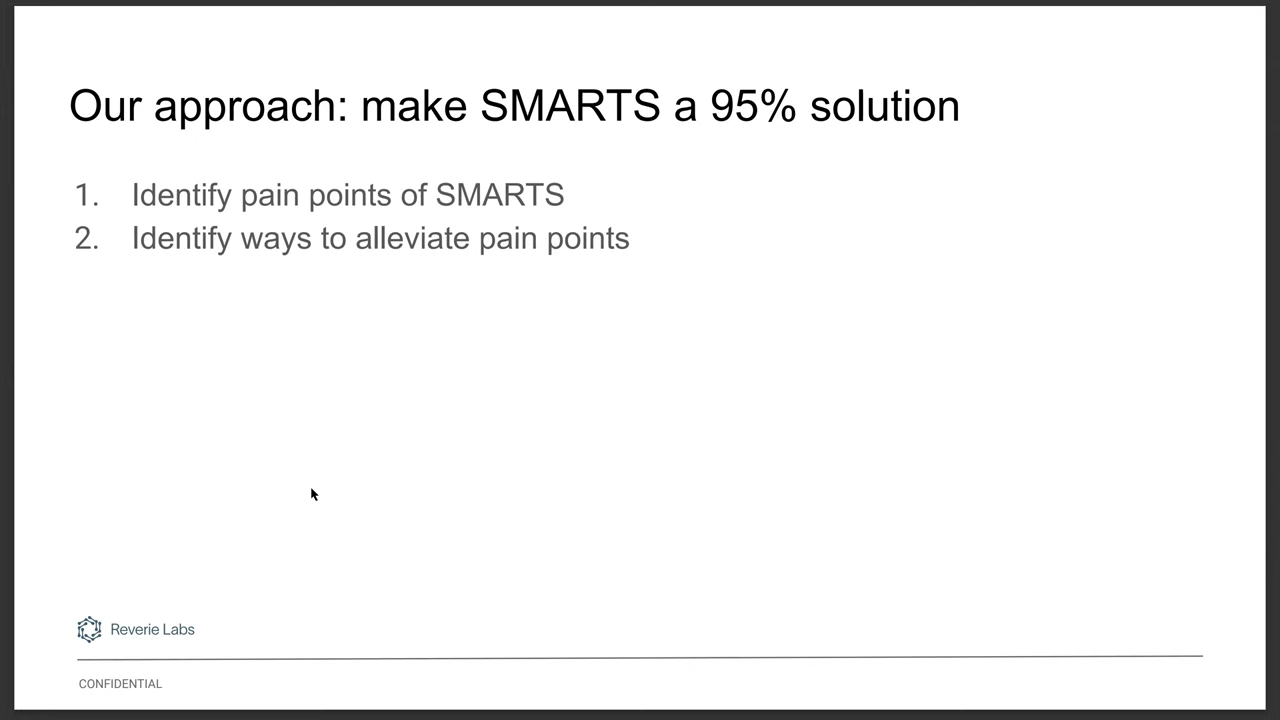 Our approach: make SMARTS a 95% solution
1. Identify pain points of SMARTS
2. Identify ways to alleviate pain points
Reverie Labs
CONFIDENTIAL